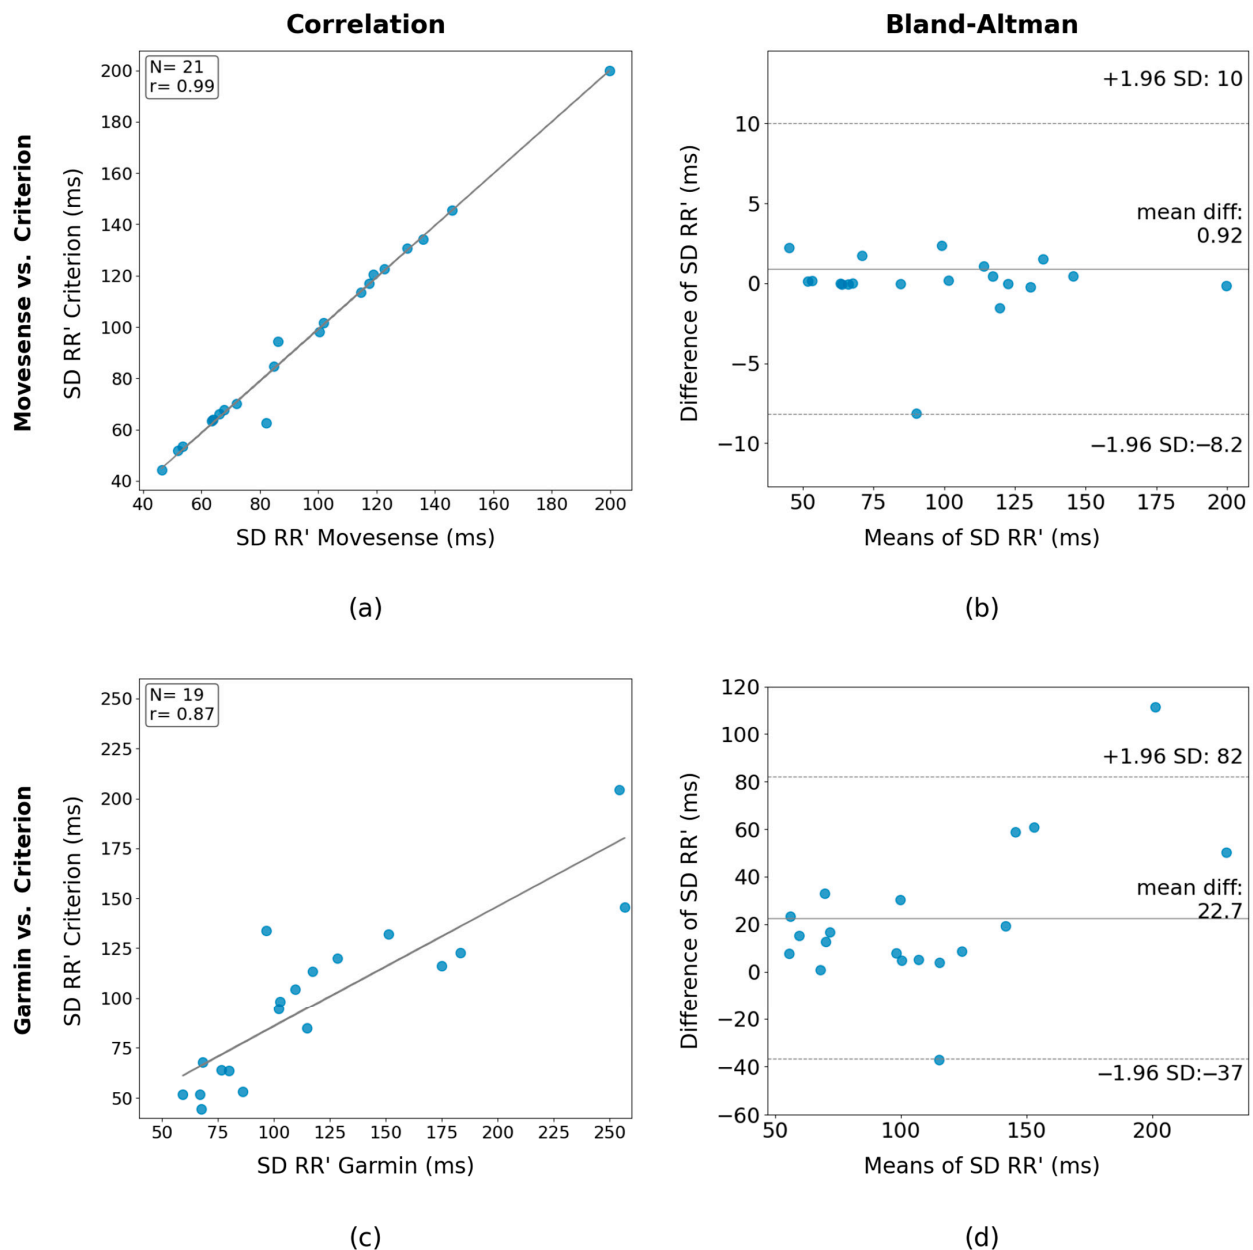 Correlation
Bland-Altman
Movesense vs. Criterion
SD RR' Criterion (ms)
N= 21
r= 0.99
200
180
160
140
120
100
80
60
40
40 60 80 100 120 140 160 180 200
SD RR' Movesense (ms)
(a)
Difference of SD RR' (ms)
10
5
0
−5
−10
+1.96 SD: 10
mean diff:
0.92
−1.96 SD:−8.2
50 75 100 125 150 175 200
Means of SD RR' (ms)
(b)
Garmin vs. Criterion
SD RR' Criterion (ms)
N= 19
r= 0.87
250
225
200
175
150
125
100
75
50
50 75 100 125 150 175 200 225 250
SD RR' Garmin (ms)
(c)
Difference of SD RR' (ms)
120
100
80
60
40
20
0
−20
−40
−60
+1.96 SD: 82
mean diff:
22.7
−1.96 SD:−37
50 100 150 200
Means of SD RR' (ms)
(d)